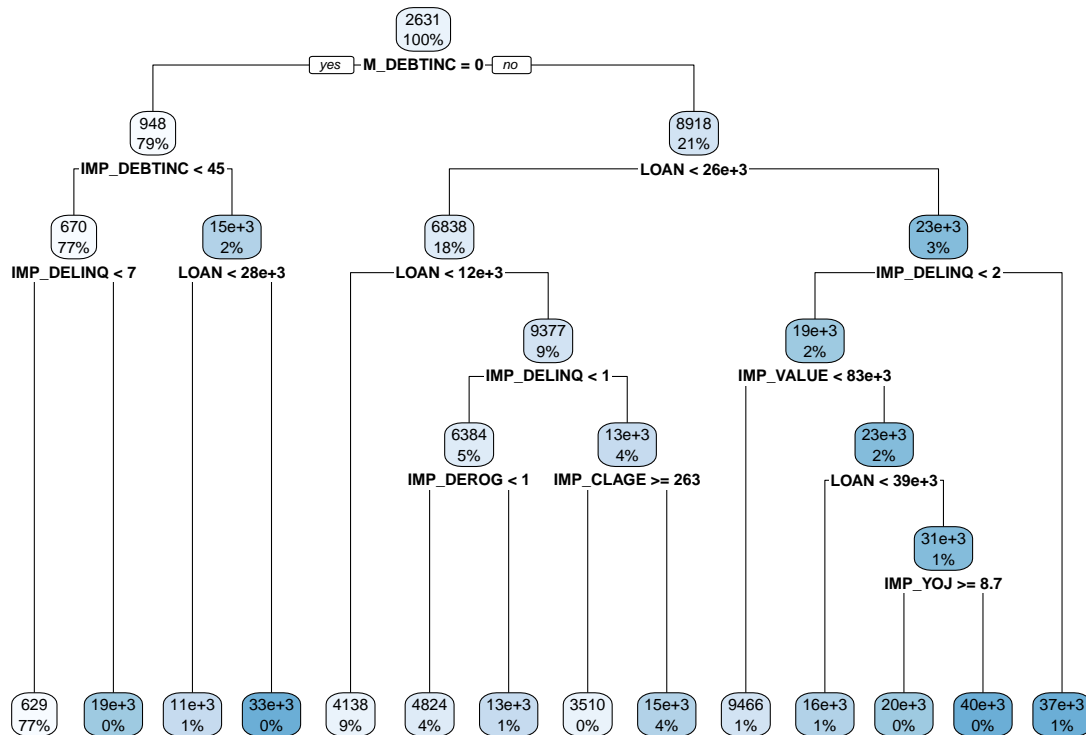 2631
100%
yes M_DEBTINC = 0 no
948 8918
79% 21%
IMP_DEBTINC < 45 LOAN < 26e+3
670 15e+3 6838 23e+3
77% 2% 18% 3%
IMP_DELINQ < 7 LOAN < 28e+3 LOAN < 12e+3 IMP_DELINQ < 2
9377 19e+3
9% 2%
IMP_DELINQ < 1 IMP_VALUE < 83e+3
6384 13e+3 23e+3
5% 4% 2%
IMP_DEROG < 1 IMP_CLAGE >= 263 LOAN < 39e+3
31e+3
1%
IMP_YOJ >= 8.7
629 19e+3 11e+3 33e+3 4138 4824 13e+3 3510 15e+3 9466 16e+3 20e+3 40e+3 37e+3
77% 0% 1% 0% 9% 4% 1% 0% 4% 1% 1% 0% 0% 1%